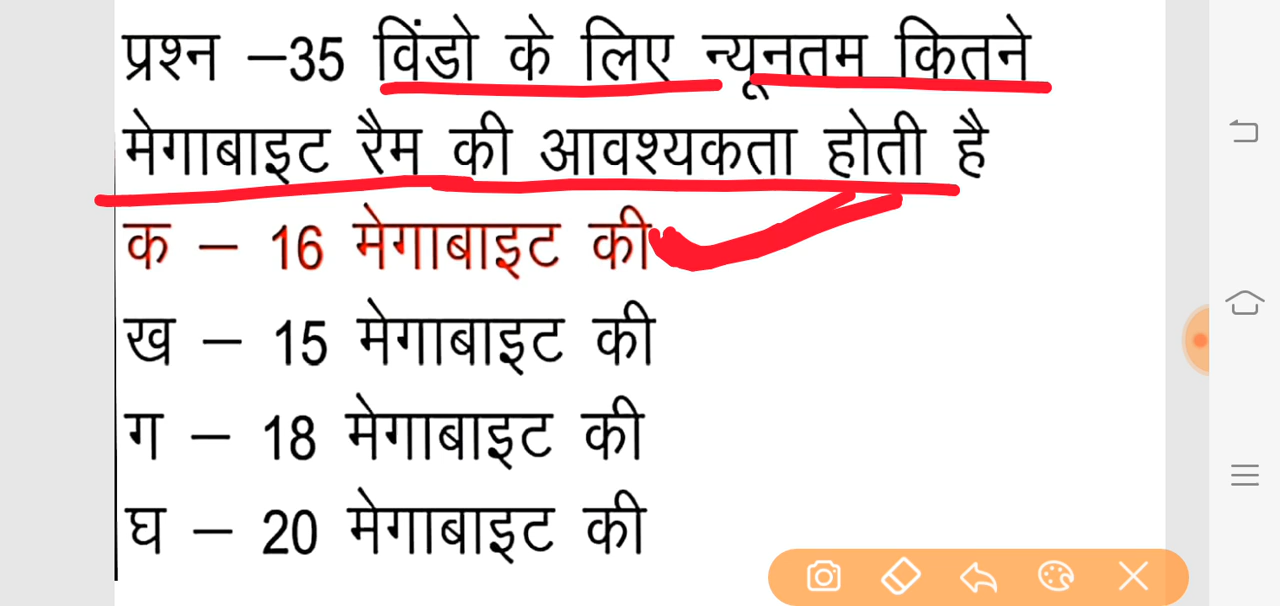 प्रश्न –35 विंडो के लिए न्यूनतम कितने
मेगाबाइट रैम की आवश्यकता होती है
क – 16 मेगाबाइट की
ख – 15 मेगाबाइट की
ग – 18 मेगाबाइट की
घ – 20 मेगाबाइट की